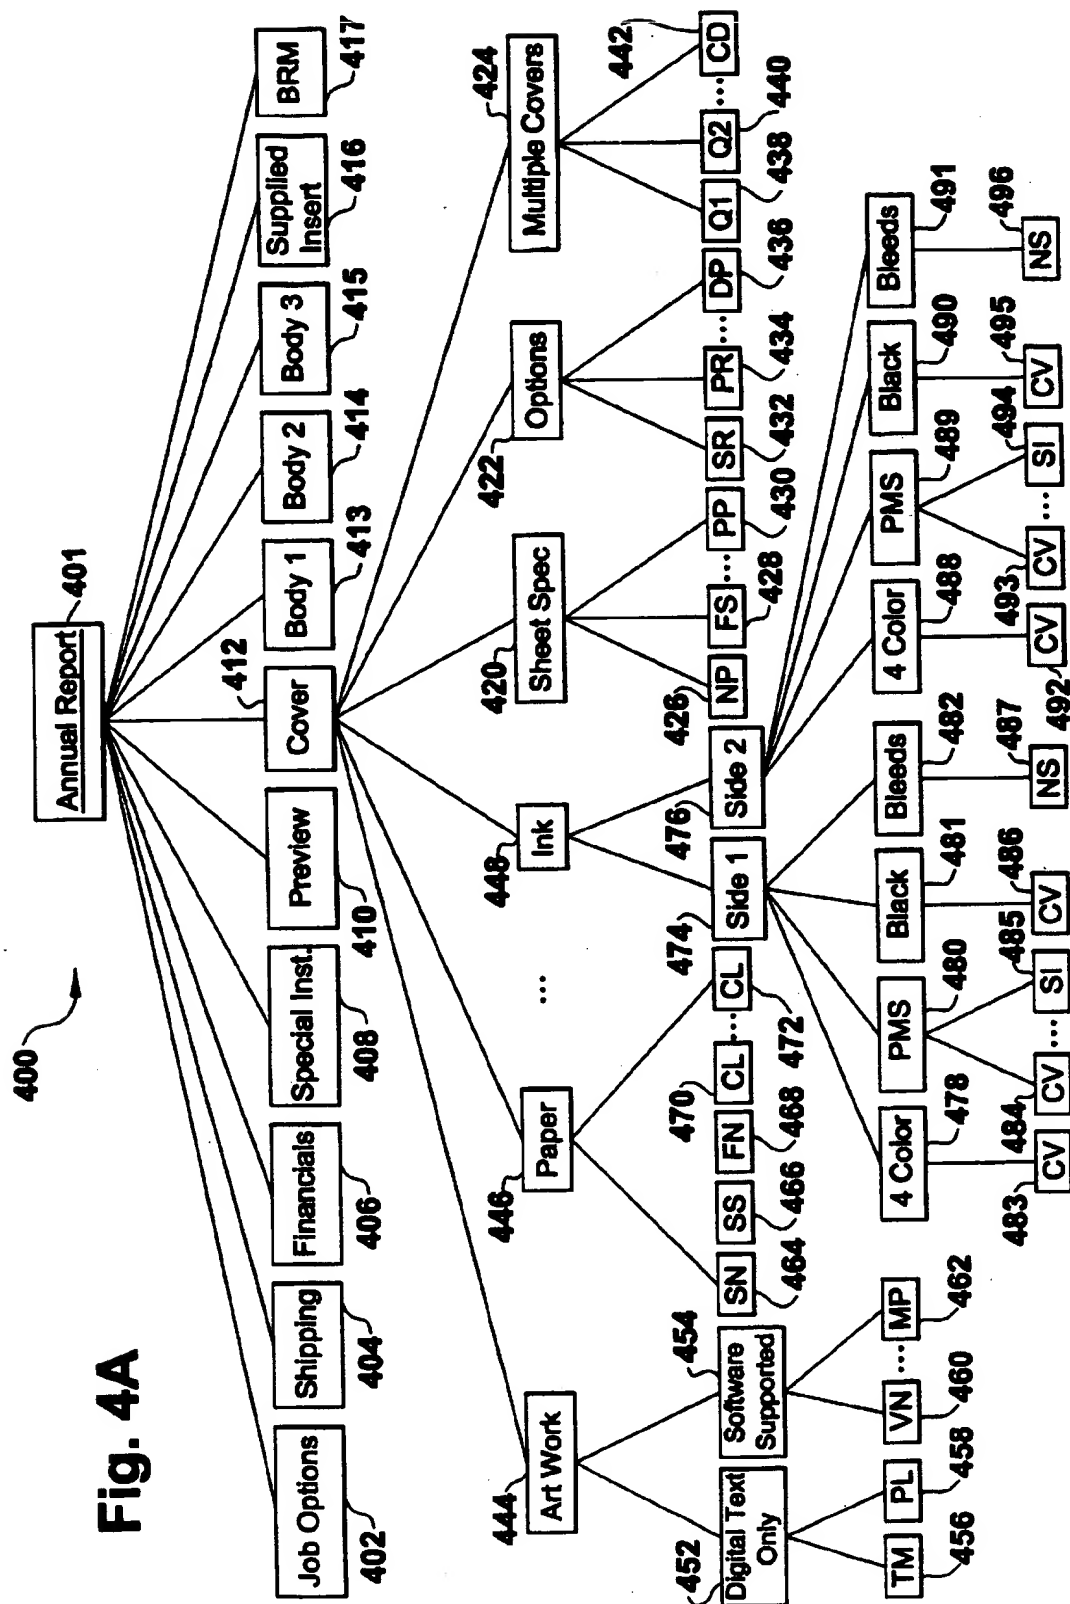 Fig. 4A
400
Annual Report 401
Job Options
402
Shipping
404
Financials
406
Special Inst.
408
Preview
410
Cover
412
Body 1
413
Body 2
414
Body 3
415
Supplied
Insert
416
BRM
417
Art Work
444
Paper
446
...
Ink
448
Sheet Spec
420
Options
422
Multiple Covers
424
Digital Text
Only
452
Software
Supported
454
SN
464
SS
466
FN
468
CL
470
...
CL
472
Side 1
474
Side 2
476
NP
426
FS
428
...
PP
430
SR
432
PR
434
...
DP
436
Q1
438
Q2
440
...
CD
442
TM
456
PL
458
VN
460
...
MP
462
4 Color
478
PMS
480
Black
481
Bleeds
482
4 Color
488
PMS
489
Black
490
Bleeds
491
CV
483
CV
484
...
SI
485
CV
486
NS
487
CV
492
CV
493
...
SI
494
CV
495
NS
496